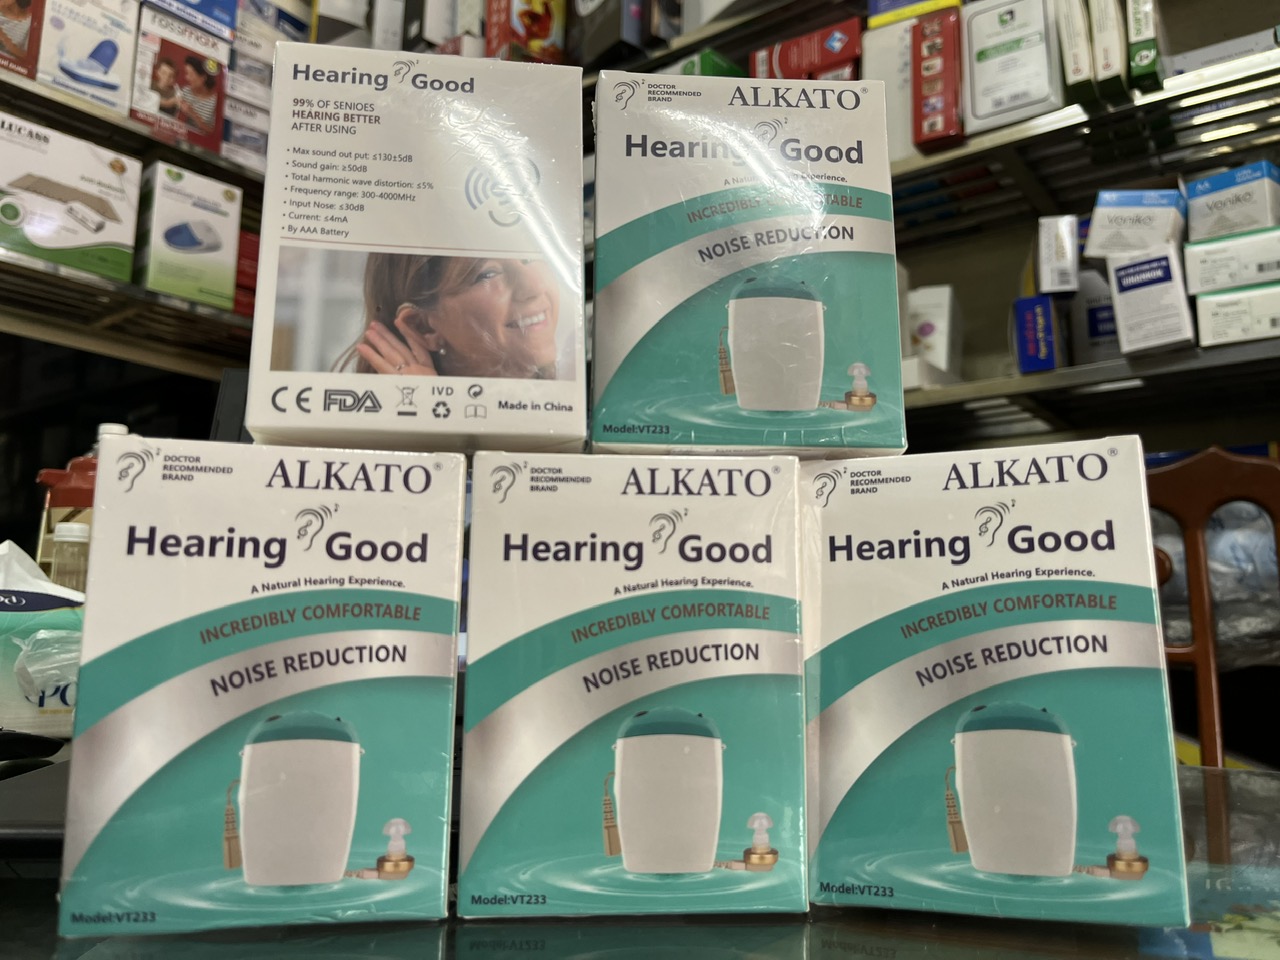 Hearing Good
99% OF SENIOES
HEARING BETTER
AFTER USING
• Max sound out put: ≤130±5dB
• Sound gain: ≥50dB
• Total harmonic wave distortion: ≤5%
• Frequency range: 300-4000MHz
• Input Nose: ≤30dB
• Current: ≤4mA
• By AAA Battery
CE FDA IVD
Made in China
DOCTOR
RECOMMENDED
BRAND
ALKATO®
Hearing Good
A Natural Hearing Experience.
INCREDIBLY COMFORTABLE
NOISE REDUCTION
Model:VT233
DOCTOR
RECOMMENDED
BRAND
ALKATO®
Hearing Good
A Natural Hearing Experience.
INCREDIBLY COMFORTABLE
NOISE REDUCTION
Model:VT233
DOCTOR
RECOMMENDED
BRAND
ALKATO®
Hearing Good
A Natural Hearing Experience.
INCREDIBLY COMFORTABLE
NOISE REDUCTION
Model:VT233
DOCTOR
RECOMMENDED
BRAND
ALKATO®
Hearing Good
A Natural Hearing Experience.
INCREDIBLY COMFORTABLE
NOISE REDUCTION
Model:VT233
LUCASS